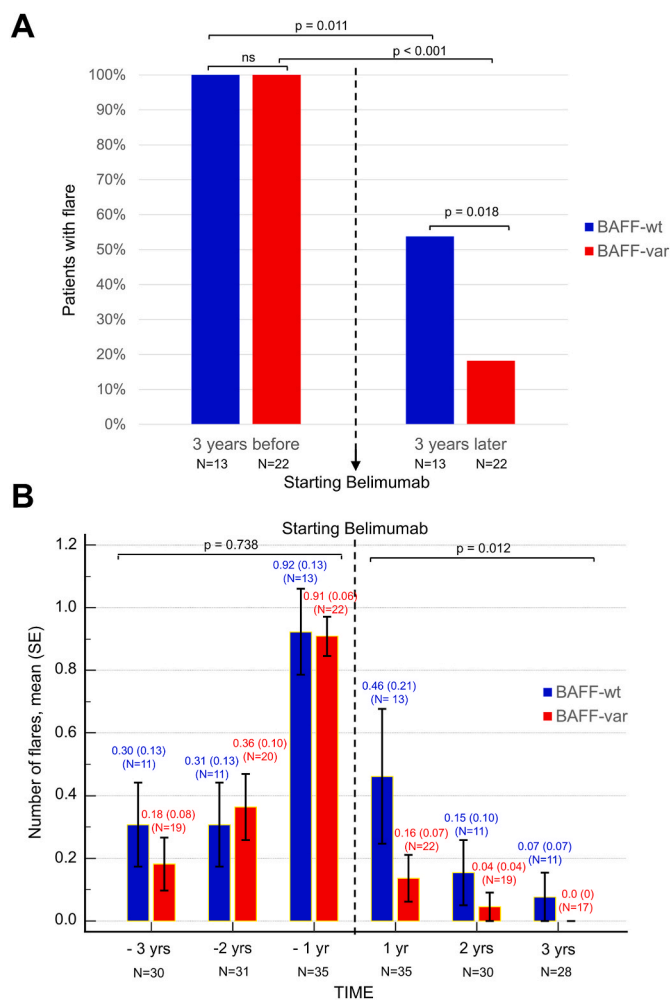 A
p = 0.011
ns
p < 0.001
100%
90%
80%
70%
60%
50%
40%
30%
20%
10%
0%
Patients with flare
p = 0.018
BAFF-wt
BAFF-var
3 years before
3 years later
N=13
N=22
N=13
N=22
Starting Belimumab
B
Starting Belimumab
p = 0.738
p = 0.012
1.2
1.0
0.8
0.6
0.4
0.2
0.0
Number of flares, mean (SE)
0.30 (0.13)
(N=11)
0.18 (0.08)
(N=19)
0.31 (0.13)
(N=11)
0.36 (0.10)
(N=20)
0.92 (0.13)
(N=13)
0.91 (0.06)
(N=22)
0.46 (0.21)
(N= 13)
0.16 (0.07)
(N=22)
0.15 (0.10)
(N=11)
0.04 (0.04)
(N=19)
0.07 (0.07)
(N=11)
0.0 (0)
(N=17)
BAFF-wt
BAFF-var
- 3 yrs
-2 yrs
- 1 yr
1 yr
2 yrs
3 yrs
N=30
N=31
N=35
N=35
N=30
N=28
TIME